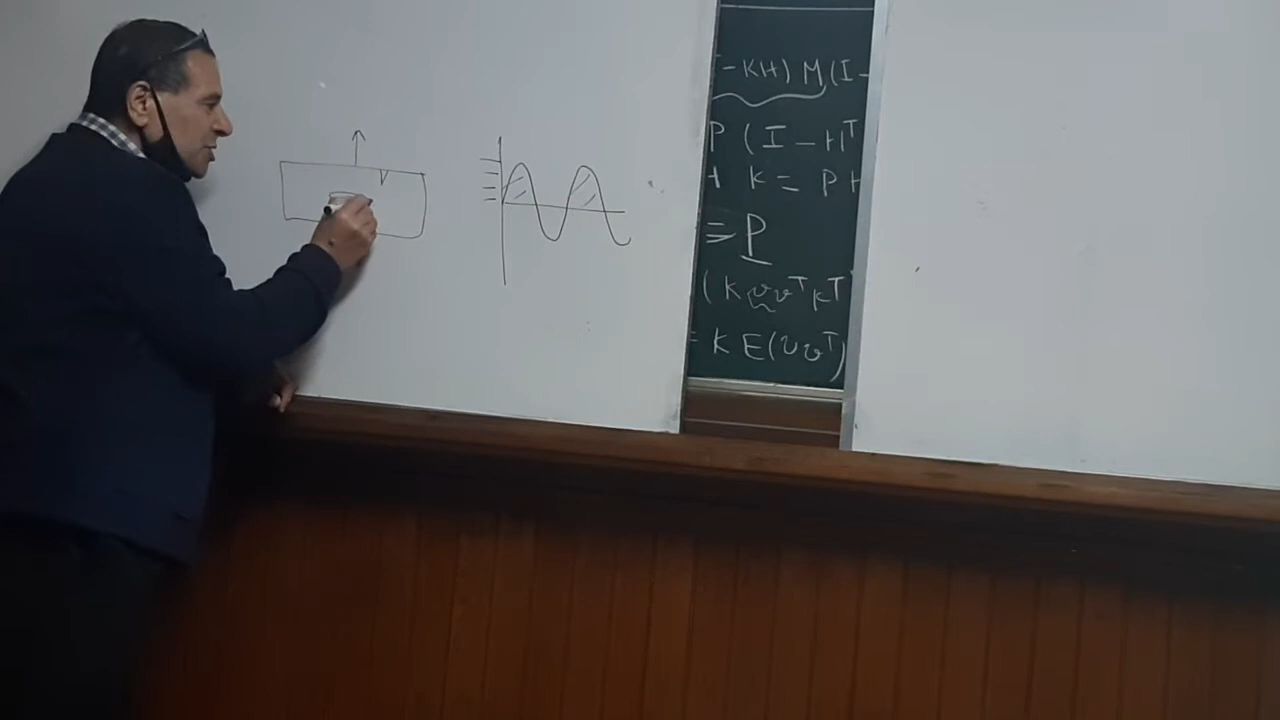 V
-KH) M(I-
P (I-H^T
K = PH
= P
(K υυ^T K^T
= K E(υυ^T)